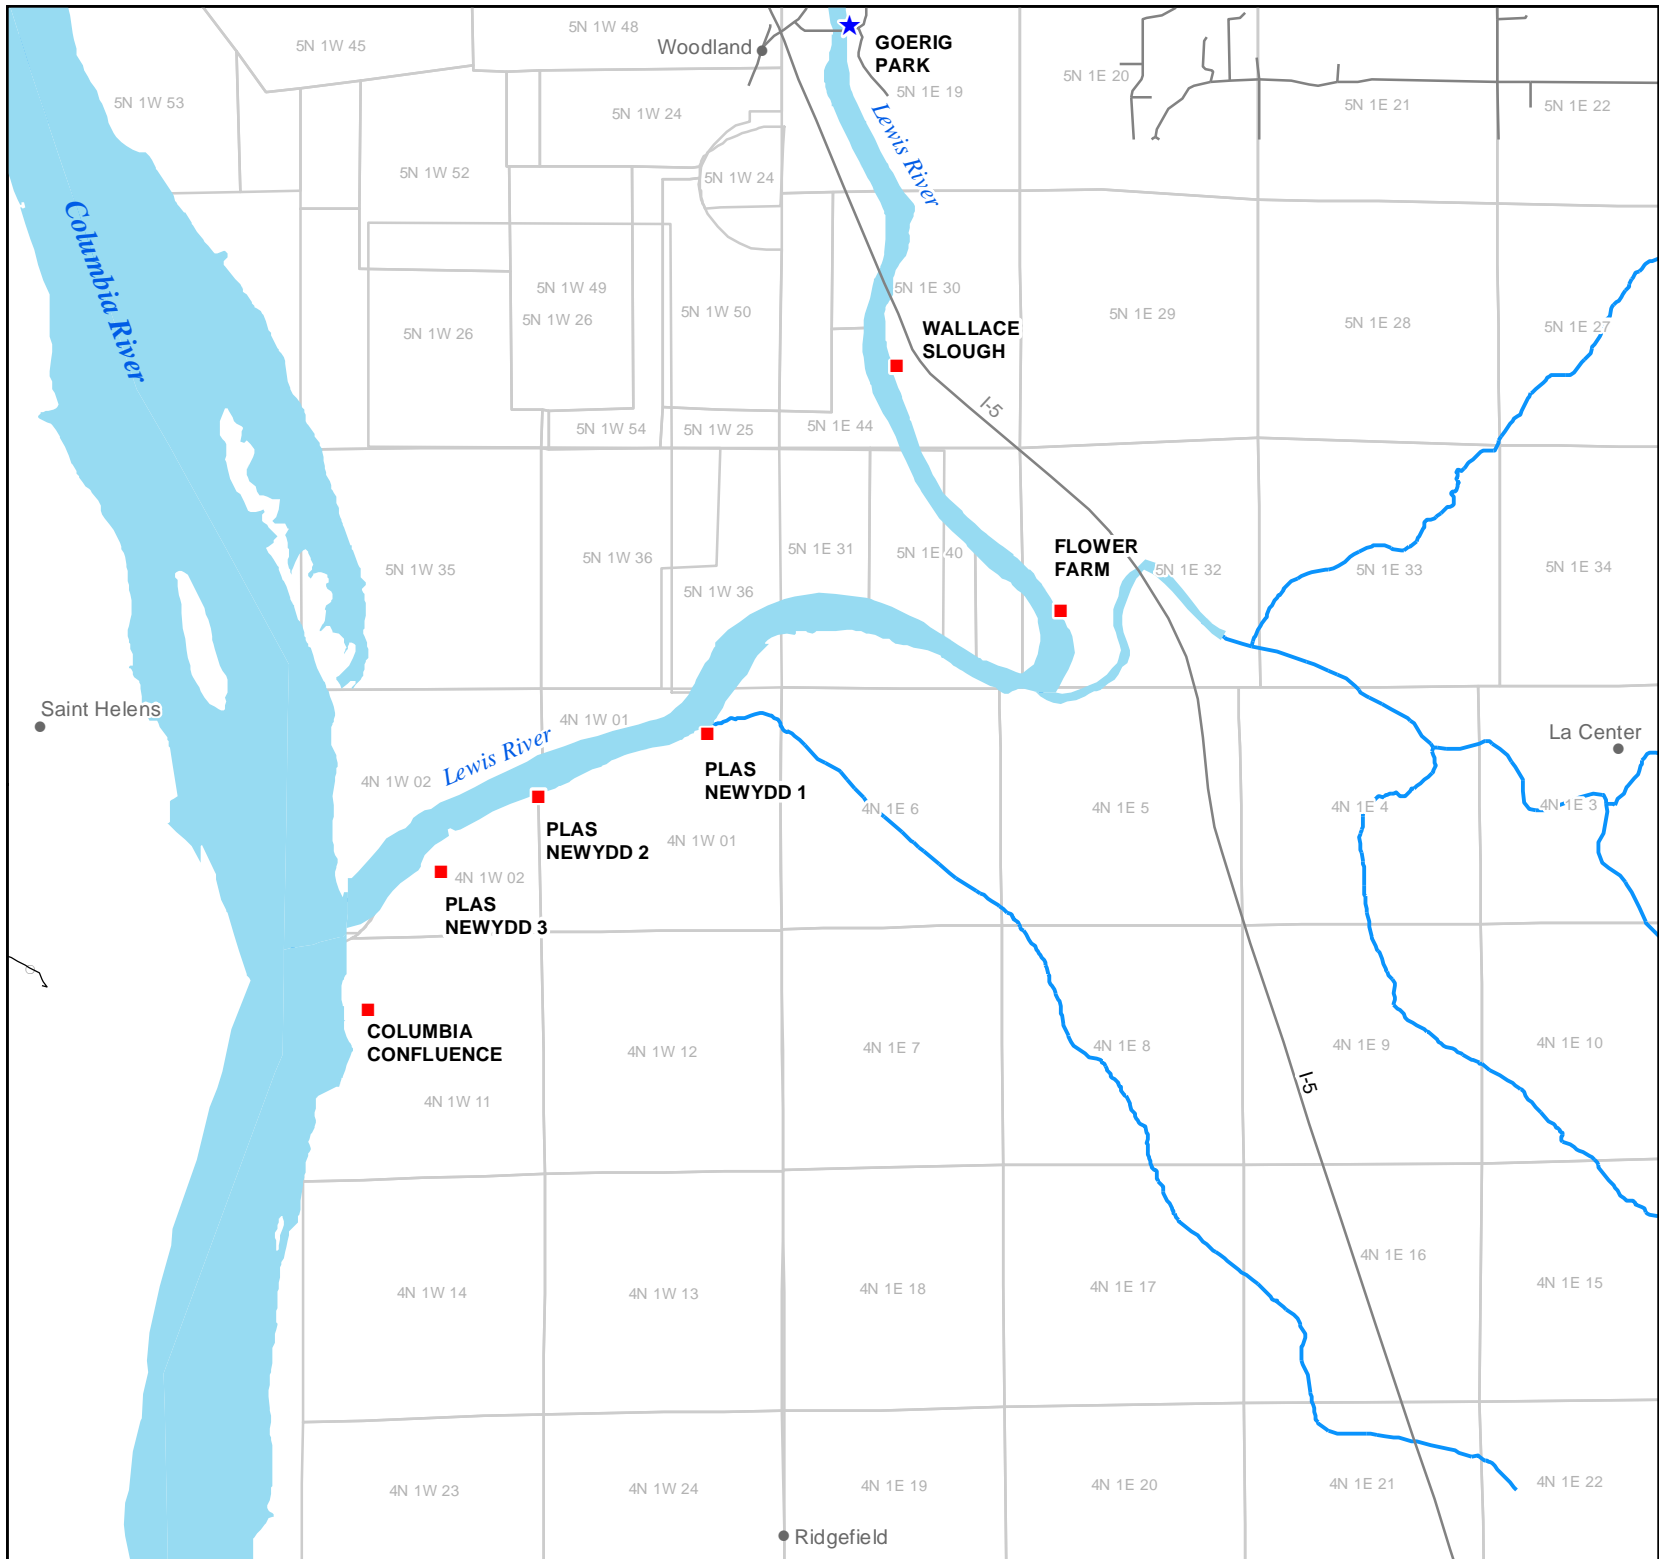 5N 1W 48
5N 1W 45
Woodland
GOERIG
PARK
5N 1E 20
5N 1E 19
5N 1W 53
5N 1E 21
5N 1E 22
5N 1W 24
Lewis River
5N 1W 52
5N 1W 24
Columbia River
5N 1W 49
5N 1E 30
5N 1W 50
5N 1E 29
5N 1W 26
5N 1W 26
5N 1E 28
5N 1E 27
WALLACE
SLOUGH
I-5
5N 1W 54
5N 1W 25
5N 1E 44
FLOWER
FARM
5N 1W 35
5N 1W 36
5N 1E 31
5N 1E 40
5N 1E 32
5N 1E 33
5N 1E 34
5N 1W 36
Saint Helens
4N 1W 01
La Center
Lewis River
4N 1W 02
PLAS
NEWYDD 1
4N 1E 6
4N 1E 5
4N 1E 4
4N 1E 3
PLAS
NEWYDD 2
4N 1W 01
4N 1W 02
PLAS
NEWYDD 3
COLUMBIA
CONFLUENCE
4N 1W 12
4N 1E 7
4N 1E 8
4N 1E 9
4N 1E 10
I-5
4N 1W 11
4N 1E 16
4N 1W 14
4N 1W 13
4N 1E 18
4N 1E 17
4N 1E 15
4N 1W 23
4N 1W 24
4N 1E 19
4N 1E 20
4N 1E 21
4N 1E 22
Ridgefield